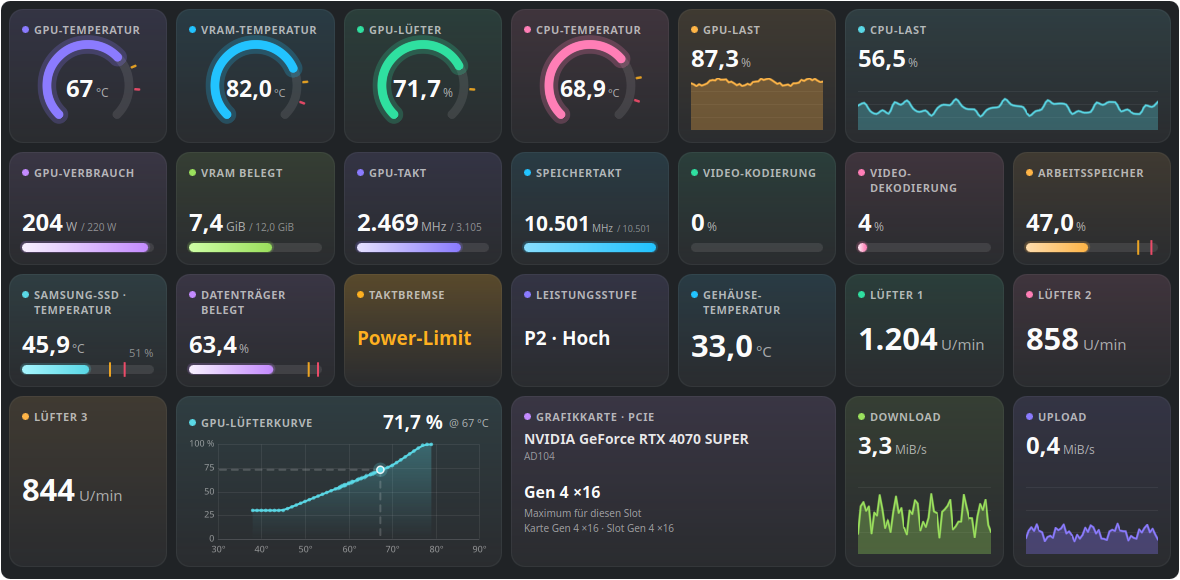 GPU-TEMPERATUR
67 °C
VRAM-TEMPERATUR
82,0 °C
GPU-LÜFTER
71,7 %
CPU-TEMPERATUR
68,9 °C
GPU-LAST
87,3 %
CPU-LAST
56,5 %
GPU-VERBRAUCH
204 W / 220 W
VRAM BELEGT
7,4 GiB / 12,0 GiB
GPU-TAKT
2.469 MHz / 3.105
SPEICHERTAKT
10.501 MHz / 10.501
VIDEO-KODIERUNG
0 %
VIDEO-
DEKODIERUNG
4 %
ARBEITSSPEICHER
47,0 %
SAMSUNG-SSD ·
TEMPERATUR
45,9 °C
51 %
DATENTRÄGER
BELEGT
63,4 %
TAKTBREMSE
Power-Limit
LEISTUNGSSTUFE
P2 · Hoch
GEHÄUSE-
TEMPERATUR
33,0 °C
LÜFTER 1
1.204 U/min
LÜFTER 2
858 U/min
LÜFTER 3
844 U/min
GPU-LÜFTERKURVE
71,7 % @ 67 °C
100 %
75
50
25
0
30° 40° 50° 60° 70° 80° 90°
GRAFIKKARTE · PCIE
NVIDIA GeForce RTX 4070 SUPER
AD104
Gen 4 ×16
Maximum für diesen Slot
Karte Gen 4 ×16 · Slot Gen 4 ×16
DOWNLOAD
3,3 MiB/s
UPLOAD
0,4 MiB/s